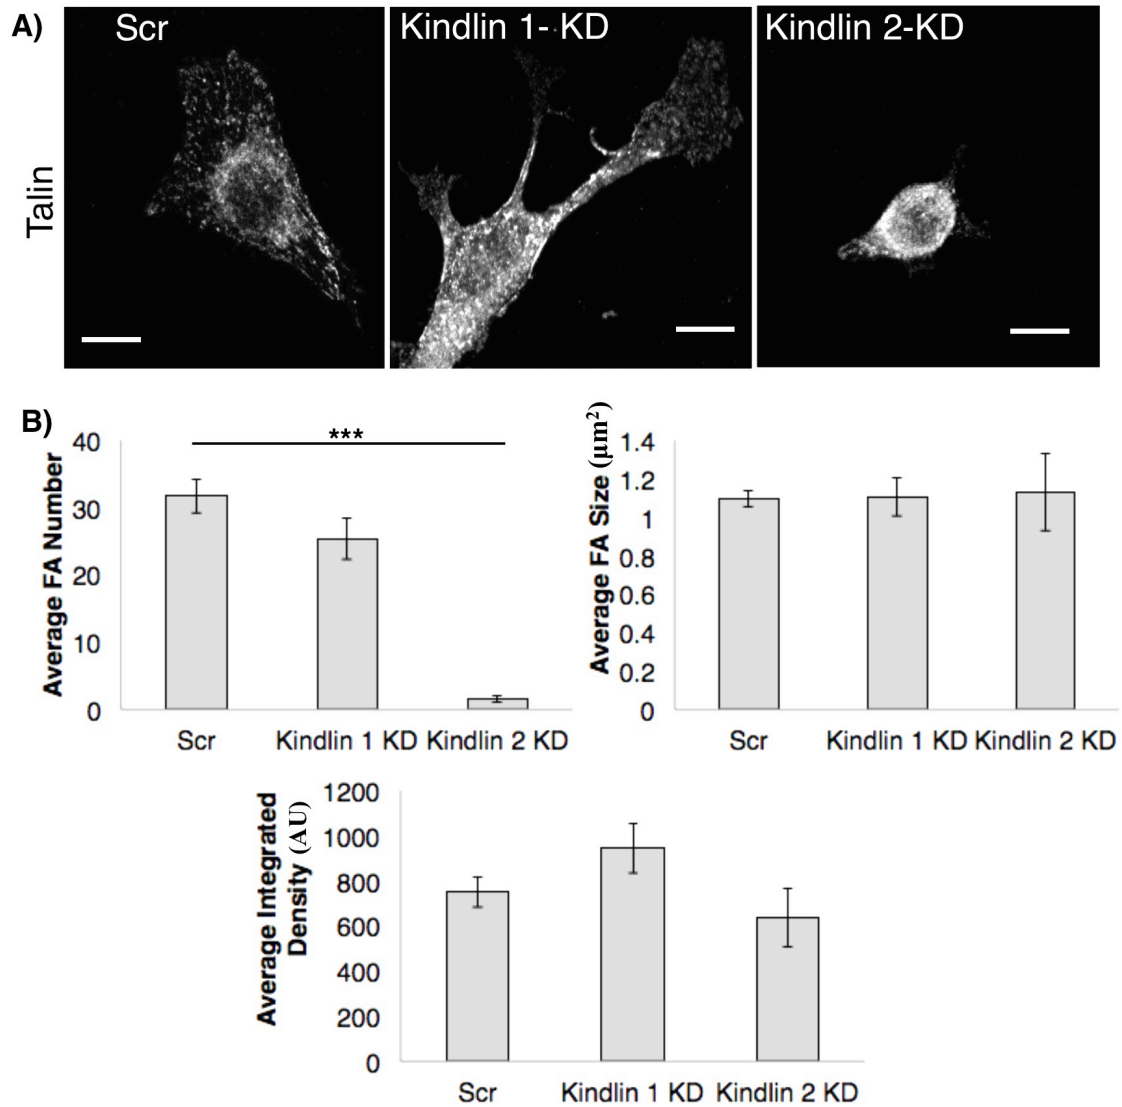 A)
Scr
Kindlin 1- KD
Kindlin 2-KD
Talin
B)
Average FA Number
40
30
20
10
0
***
Scr
Kindlin 1 KD
Kindlin 2 KD
Average FA Size (μm²)
1.4
1.2
1
0.8
0.6
0.4
0.2
0
Scr
Kindlin 1 KD
Kindlin 2 KD
Average Integrated
Density (AU)
1200
1000
800
600
400
200
0
Scr
Kindlin 1 KD
Kindlin 2 KD